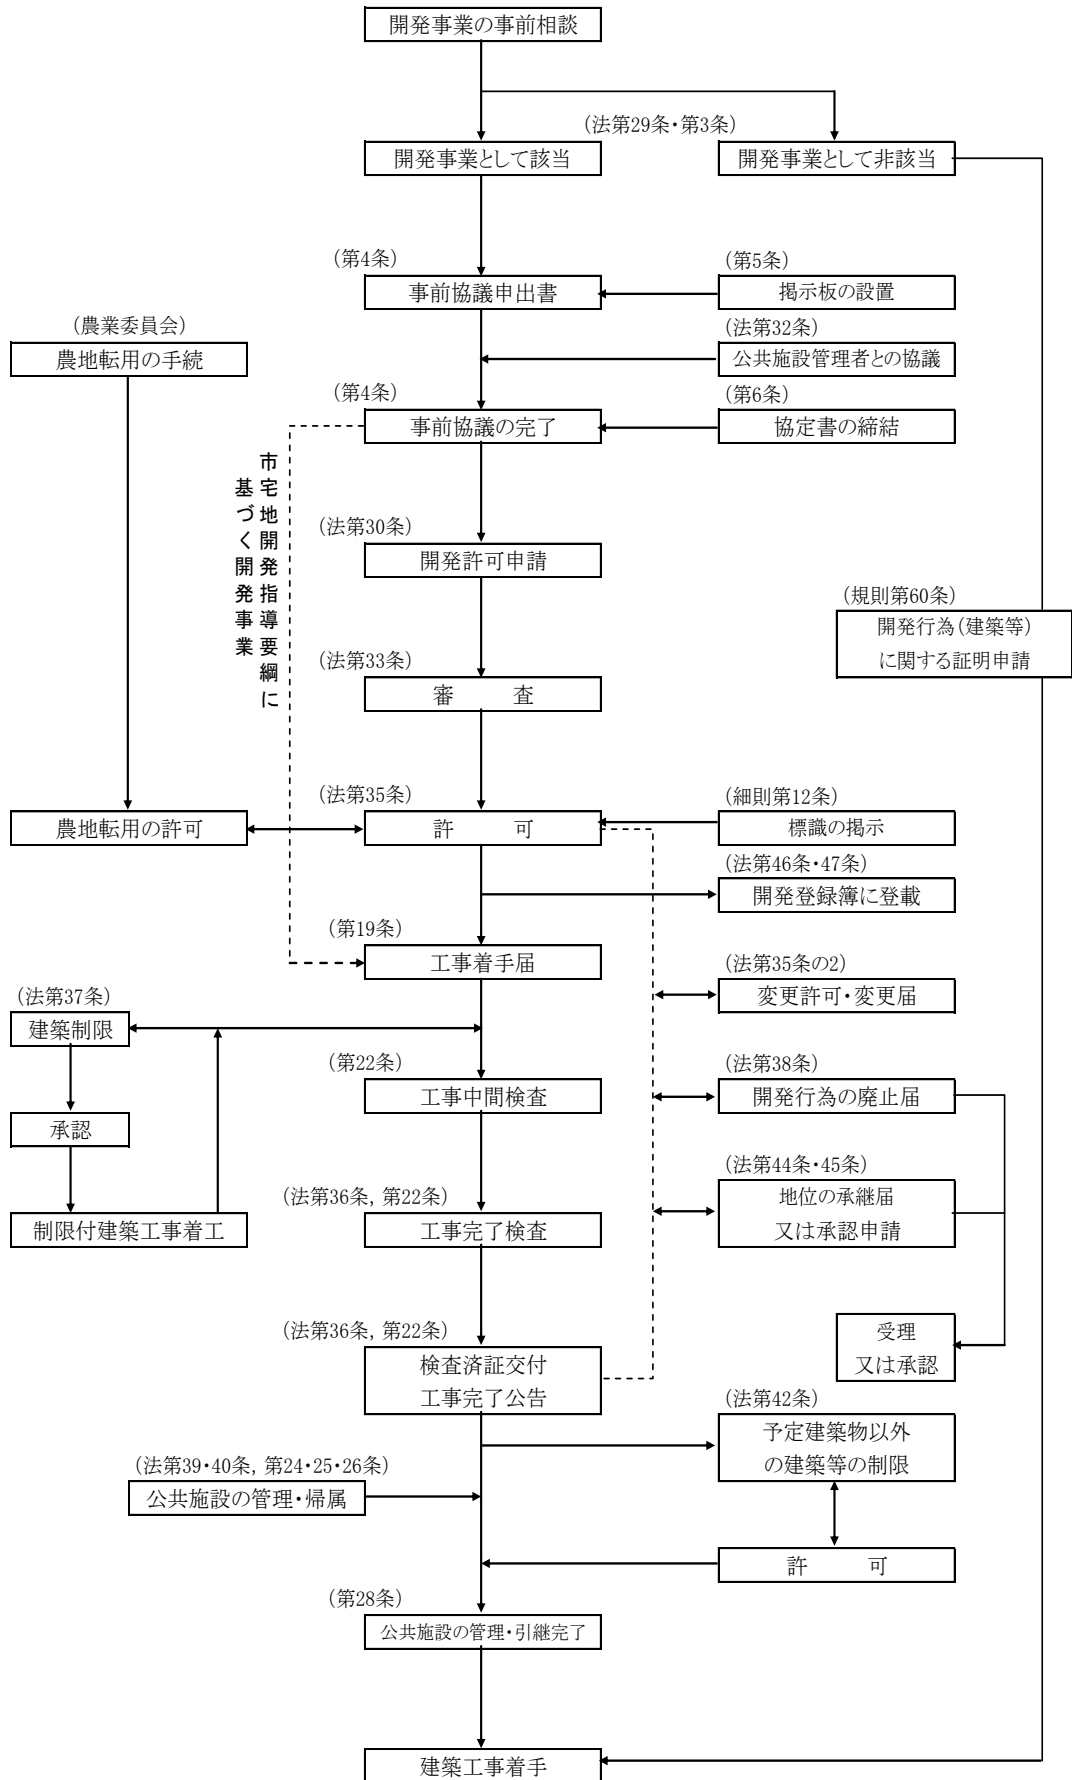 開発事業の事前相談
(法第29条・第3条)
開発事業として該当
開発事業として非該当
(第4条)
事前協議申出書
(第5条)
掲示板の設置
(農業委員会)
農地転用の手続
(法第32条)
公共施設管理者との協議
(第4条)
事前協議の完了
(第6条)
協定書の締結
市宅地開発指導要綱に
基づく開発事業
(法第30条)
開発許可申請
(規則第60条)
開発行為(建築等)
に関する証明申請
(法第33条)
審　　査
(法第35条)
許　　可
農地転用の許可
(細則第12条)
標識の掲示
(法第46条・47条)
開発登録簿に登載
(第19条)
工事着手届
(法第35条の2)
変更許可・変更届
(法第37条)
建築制限
(第22条)
工事中間検査
(法第38条)
開発行為の廃止届
承認
(法第44条・45条)
地位の承継届
又は承認申請
制限付建築工事着工
(法第36条, 第22条)
工事完了検査
(法第36条, 第22条)
検査済証交付
工事完了公告
受理
又は承認
(法第42条)
予定建築物以外
の建築等の制限
(法第39・40条, 第24・25・26条)
公共施設の管理・帰属
許　　可
(第28条)
公共施設の管理・引継完了
建築工事着手